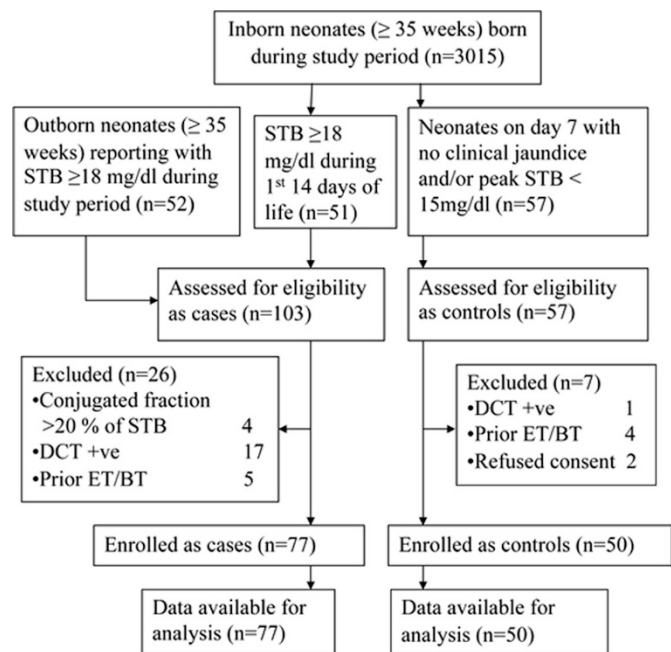 Inborn neonates (≥ 35 weeks) born
during study period (n=3015)
Outborn neonates (≥ 35
weeks) reporting with
STB ≥18 mg/dl during
study period (n=52)
STB ≥18
mg/dl during
1st 14 days of
life (n=51)
Neonates on day 7 with
no clinical jaundice
and/or peak STB <
15mg/dl (n=57)
Assessed for eligibility
as cases (n=103)
Assessed for eligibility
as controls (n=57)
Excluded (n=26)
•Conjugated fraction
>20 % of STB 4
•DCT +ve 17
•Prior ET/BT 5
Excluded (n=7)
•DCT +ve 1
•Prior ET/BT 4
•Refused consent 2
Enrolled as cases (n=77)
Enrolled as controls (n=50)
Data available for
analysis (n=77)
Data available for
analysis (n=50)